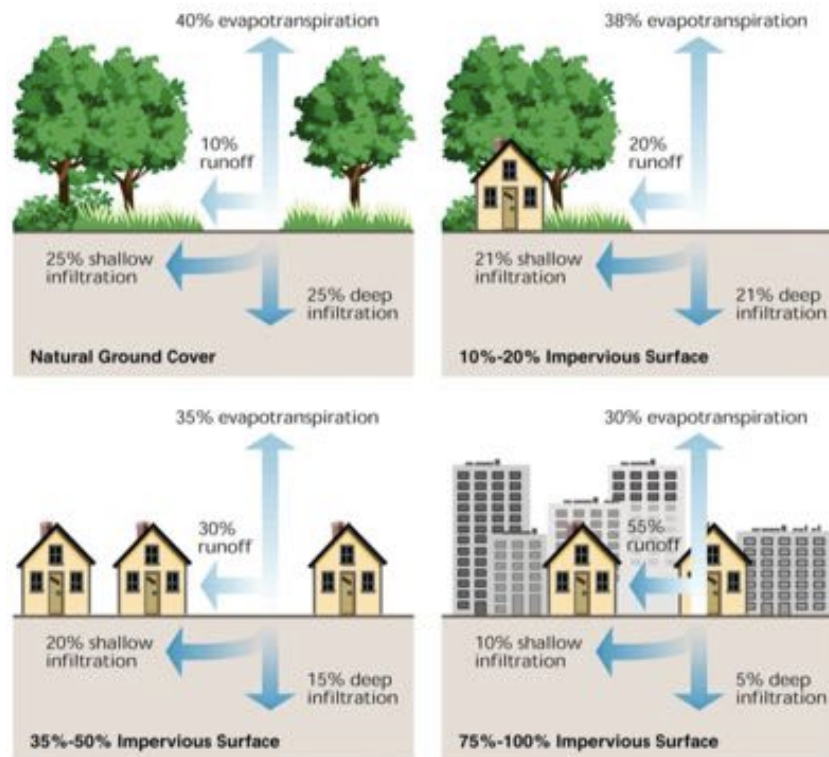 40% evapotranspiration
10%
runoff
25% shallow
infiltration
25% deep
infiltration
Natural Ground Cover
38% evapotranspiration
20%
runoff
21% shallow
infiltration
21% deep
infiltration
10%-20% Impervious Surface
35% evapotranspiration
30%
runoff
20% shallow
infiltration
15% deep
infiltration
35%-50% Impervious Surface
30% evapotranspiration
55%
runoff
10% shallow
infiltration
5% deep
infiltration
75%-100% Impervious Surface